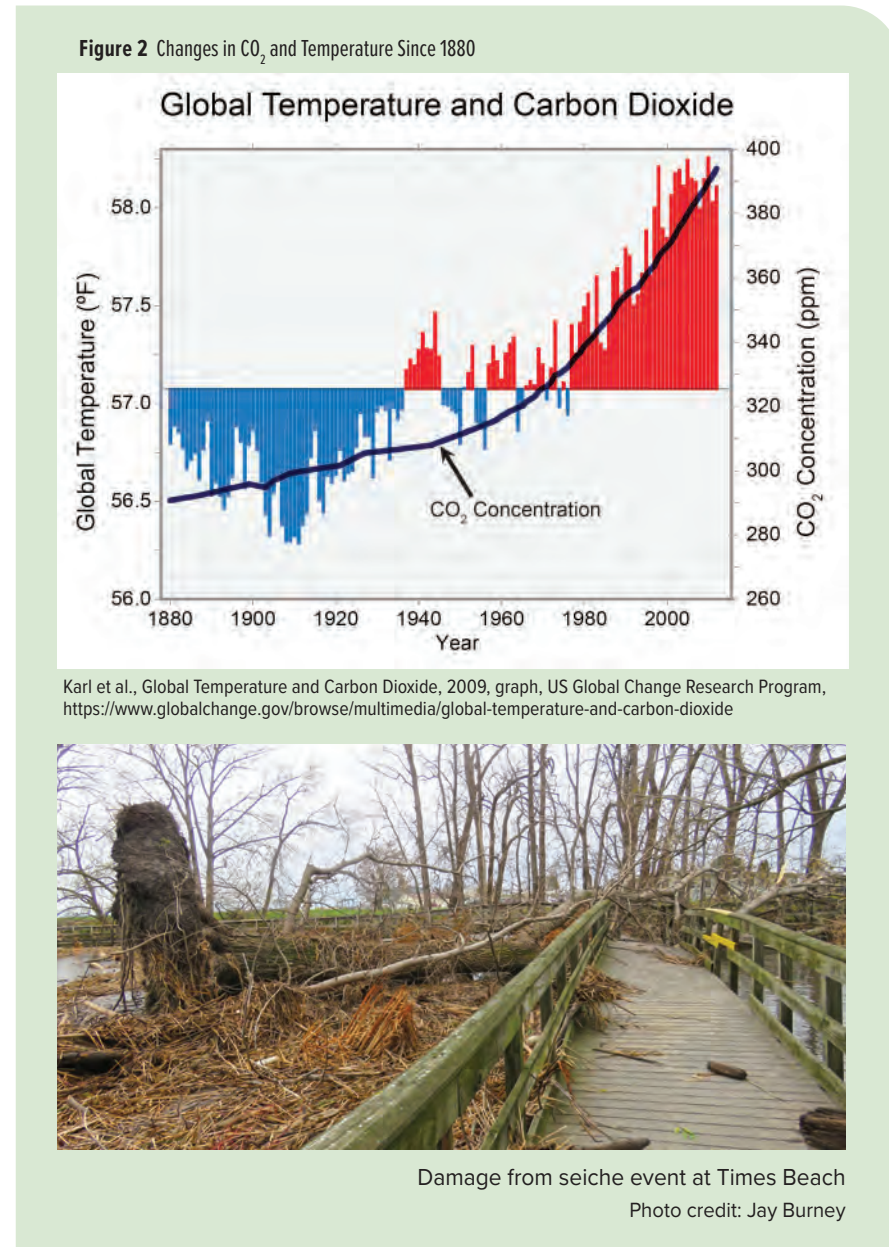 Figure 2 Changes in CO₂ and Temperature Since 1880
Global Temperature and Carbon Dioxide
Global Temperature (ºF)
58.0
57.5
57.0
56.5
56.0
400
380
360
340
320
300
280
260
CO₂ Concentration (ppm)
CO₂ Concentration
1880 1900 1920 1940 1960 1980 2000
Year
Karl et al., Global Temperature and Carbon Dioxide, 2009, graph, US Global Change Research Program,
https://www.globalchange.gov/browse/multimedia/global-temperature-and-carbon-dioxide
Damage from seiche event at Times Beach
Photo credit: Jay Burney